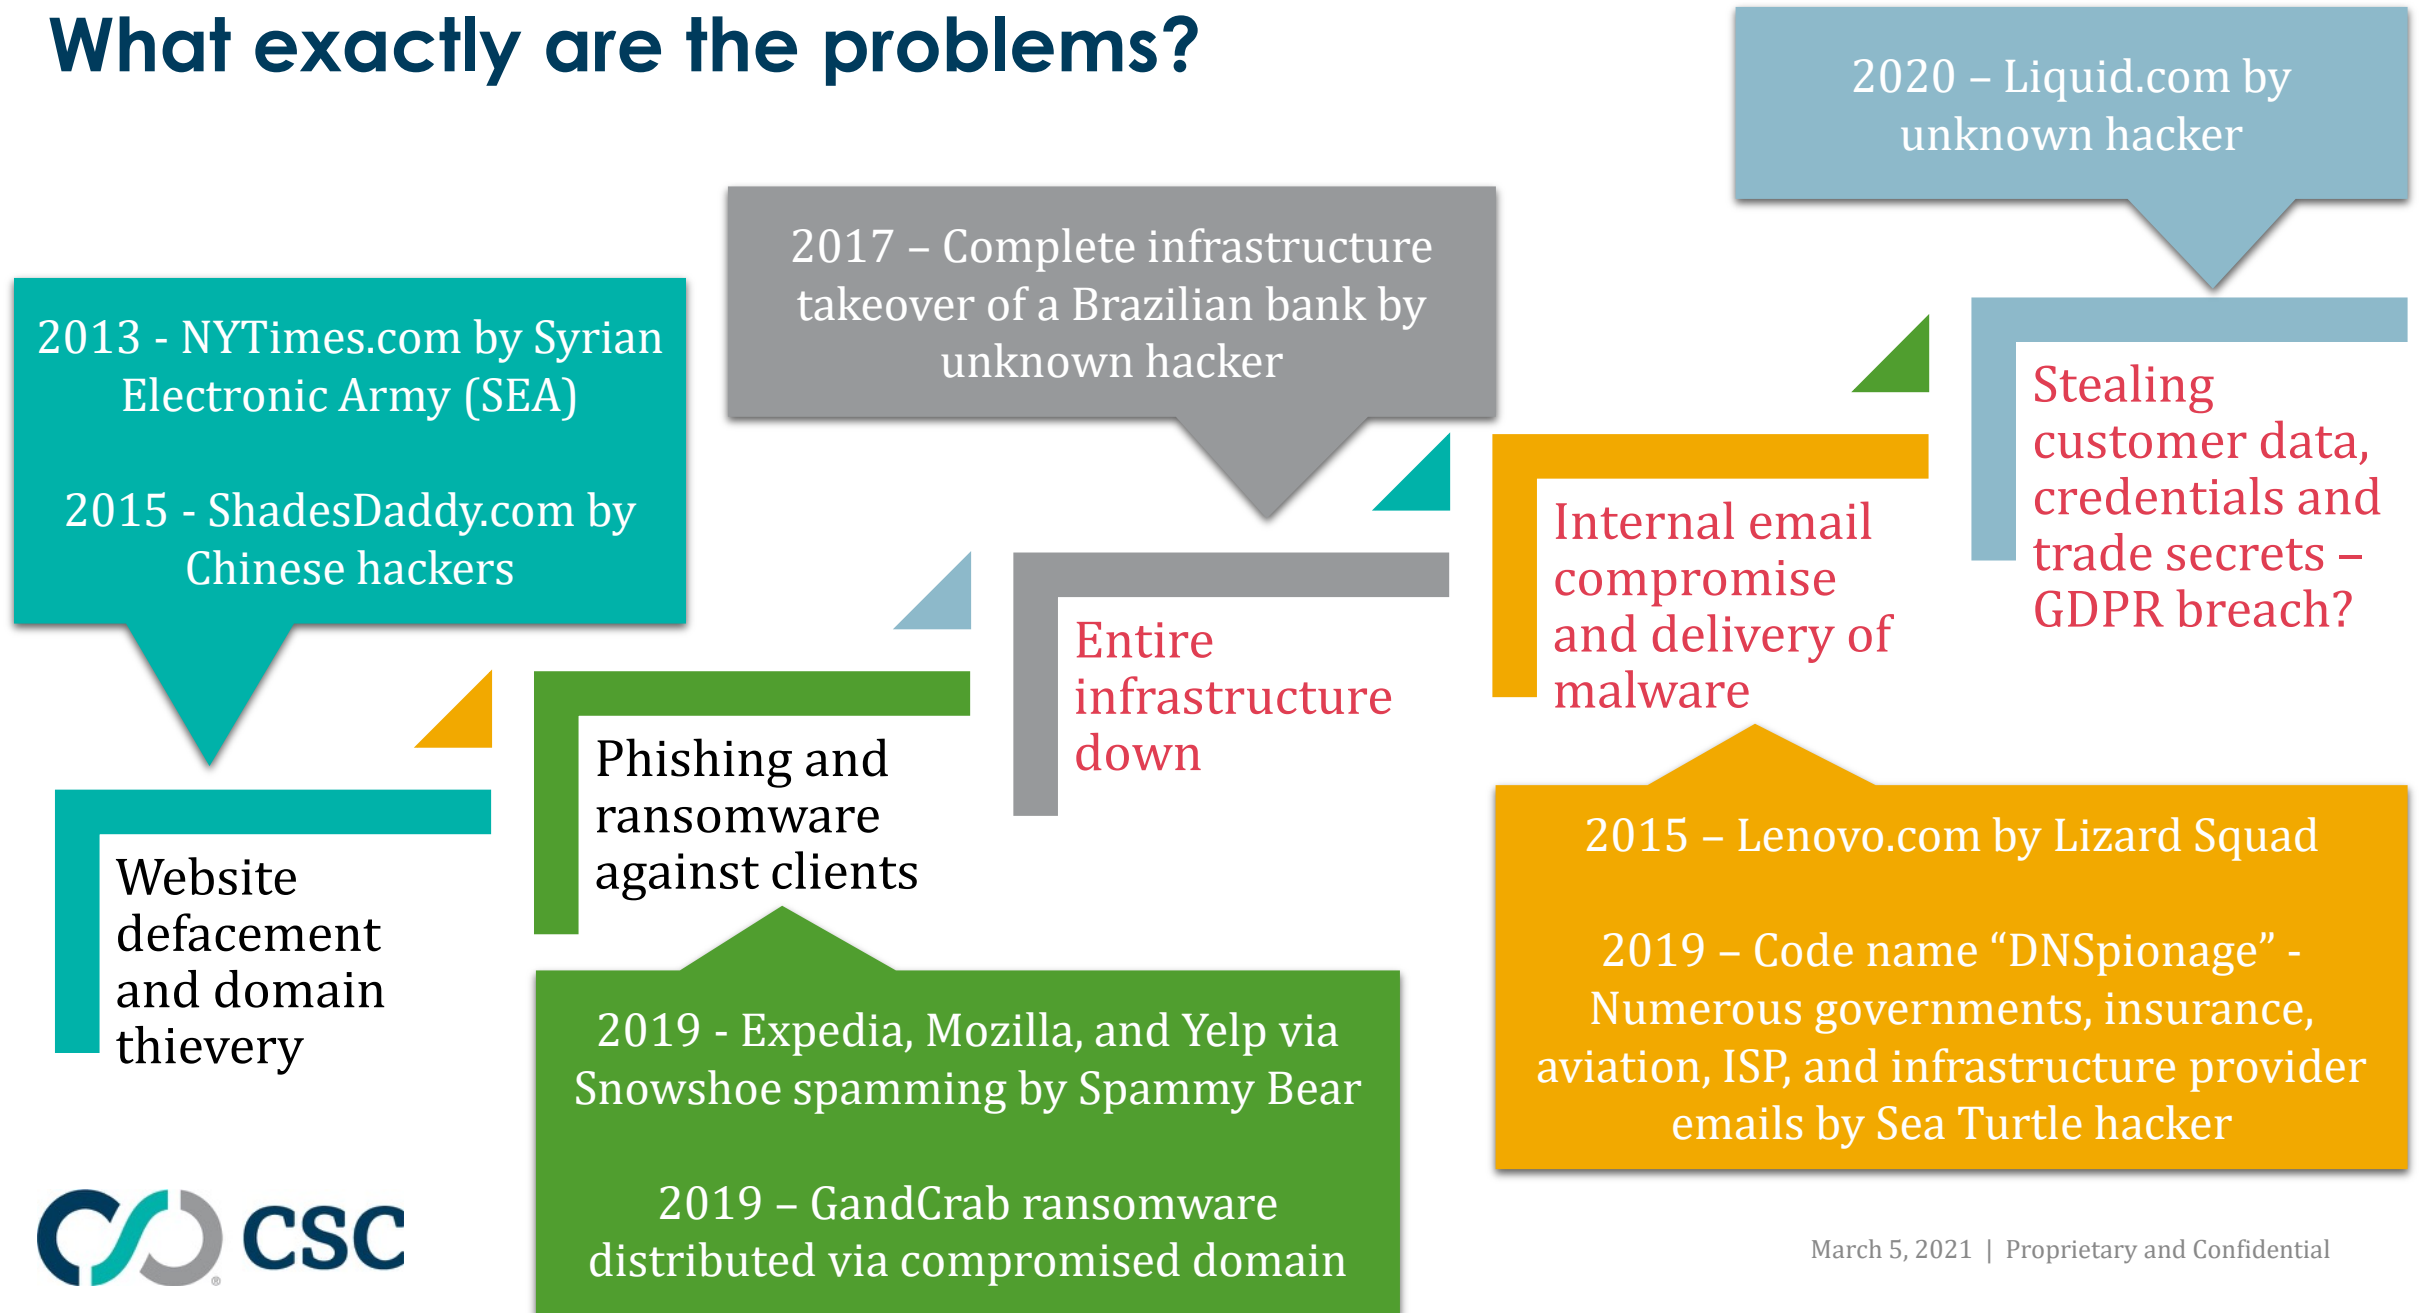 What exactly are the problems?
2013 - NYTimes.com by Syrian
Electronic Army (SEA)
2015 - ShadesDaddy.com by
Chinese hackers
Website
defacement
and domain
thievery
Phishing and
ransomware
against clients
2019 - Expedia, Mozilla, and Yelp via
Snowshoe spamming by Spammy Bear
2019 – GandCrab ransomware
distributed via compromised domain
2017 – Complete infrastructure
takeover of a Brazilian bank by
unknown hacker
Entire
infrastructure
down
Internal email
compromise
and delivery of
malware
2015 – Lenovo.com by Lizard Squad
2019 – Code name “DNSpionage” -
Numerous governments, insurance,
aviation, ISP, and infrastructure provider
emails by Sea Turtle hacker
2020 – Liquid.com by
unknown hacker
Stealing
customer data,
credentials and
trade secrets –
GDPR breach?
CSC
®
March 5, 2021 | Proprietary and Confidential